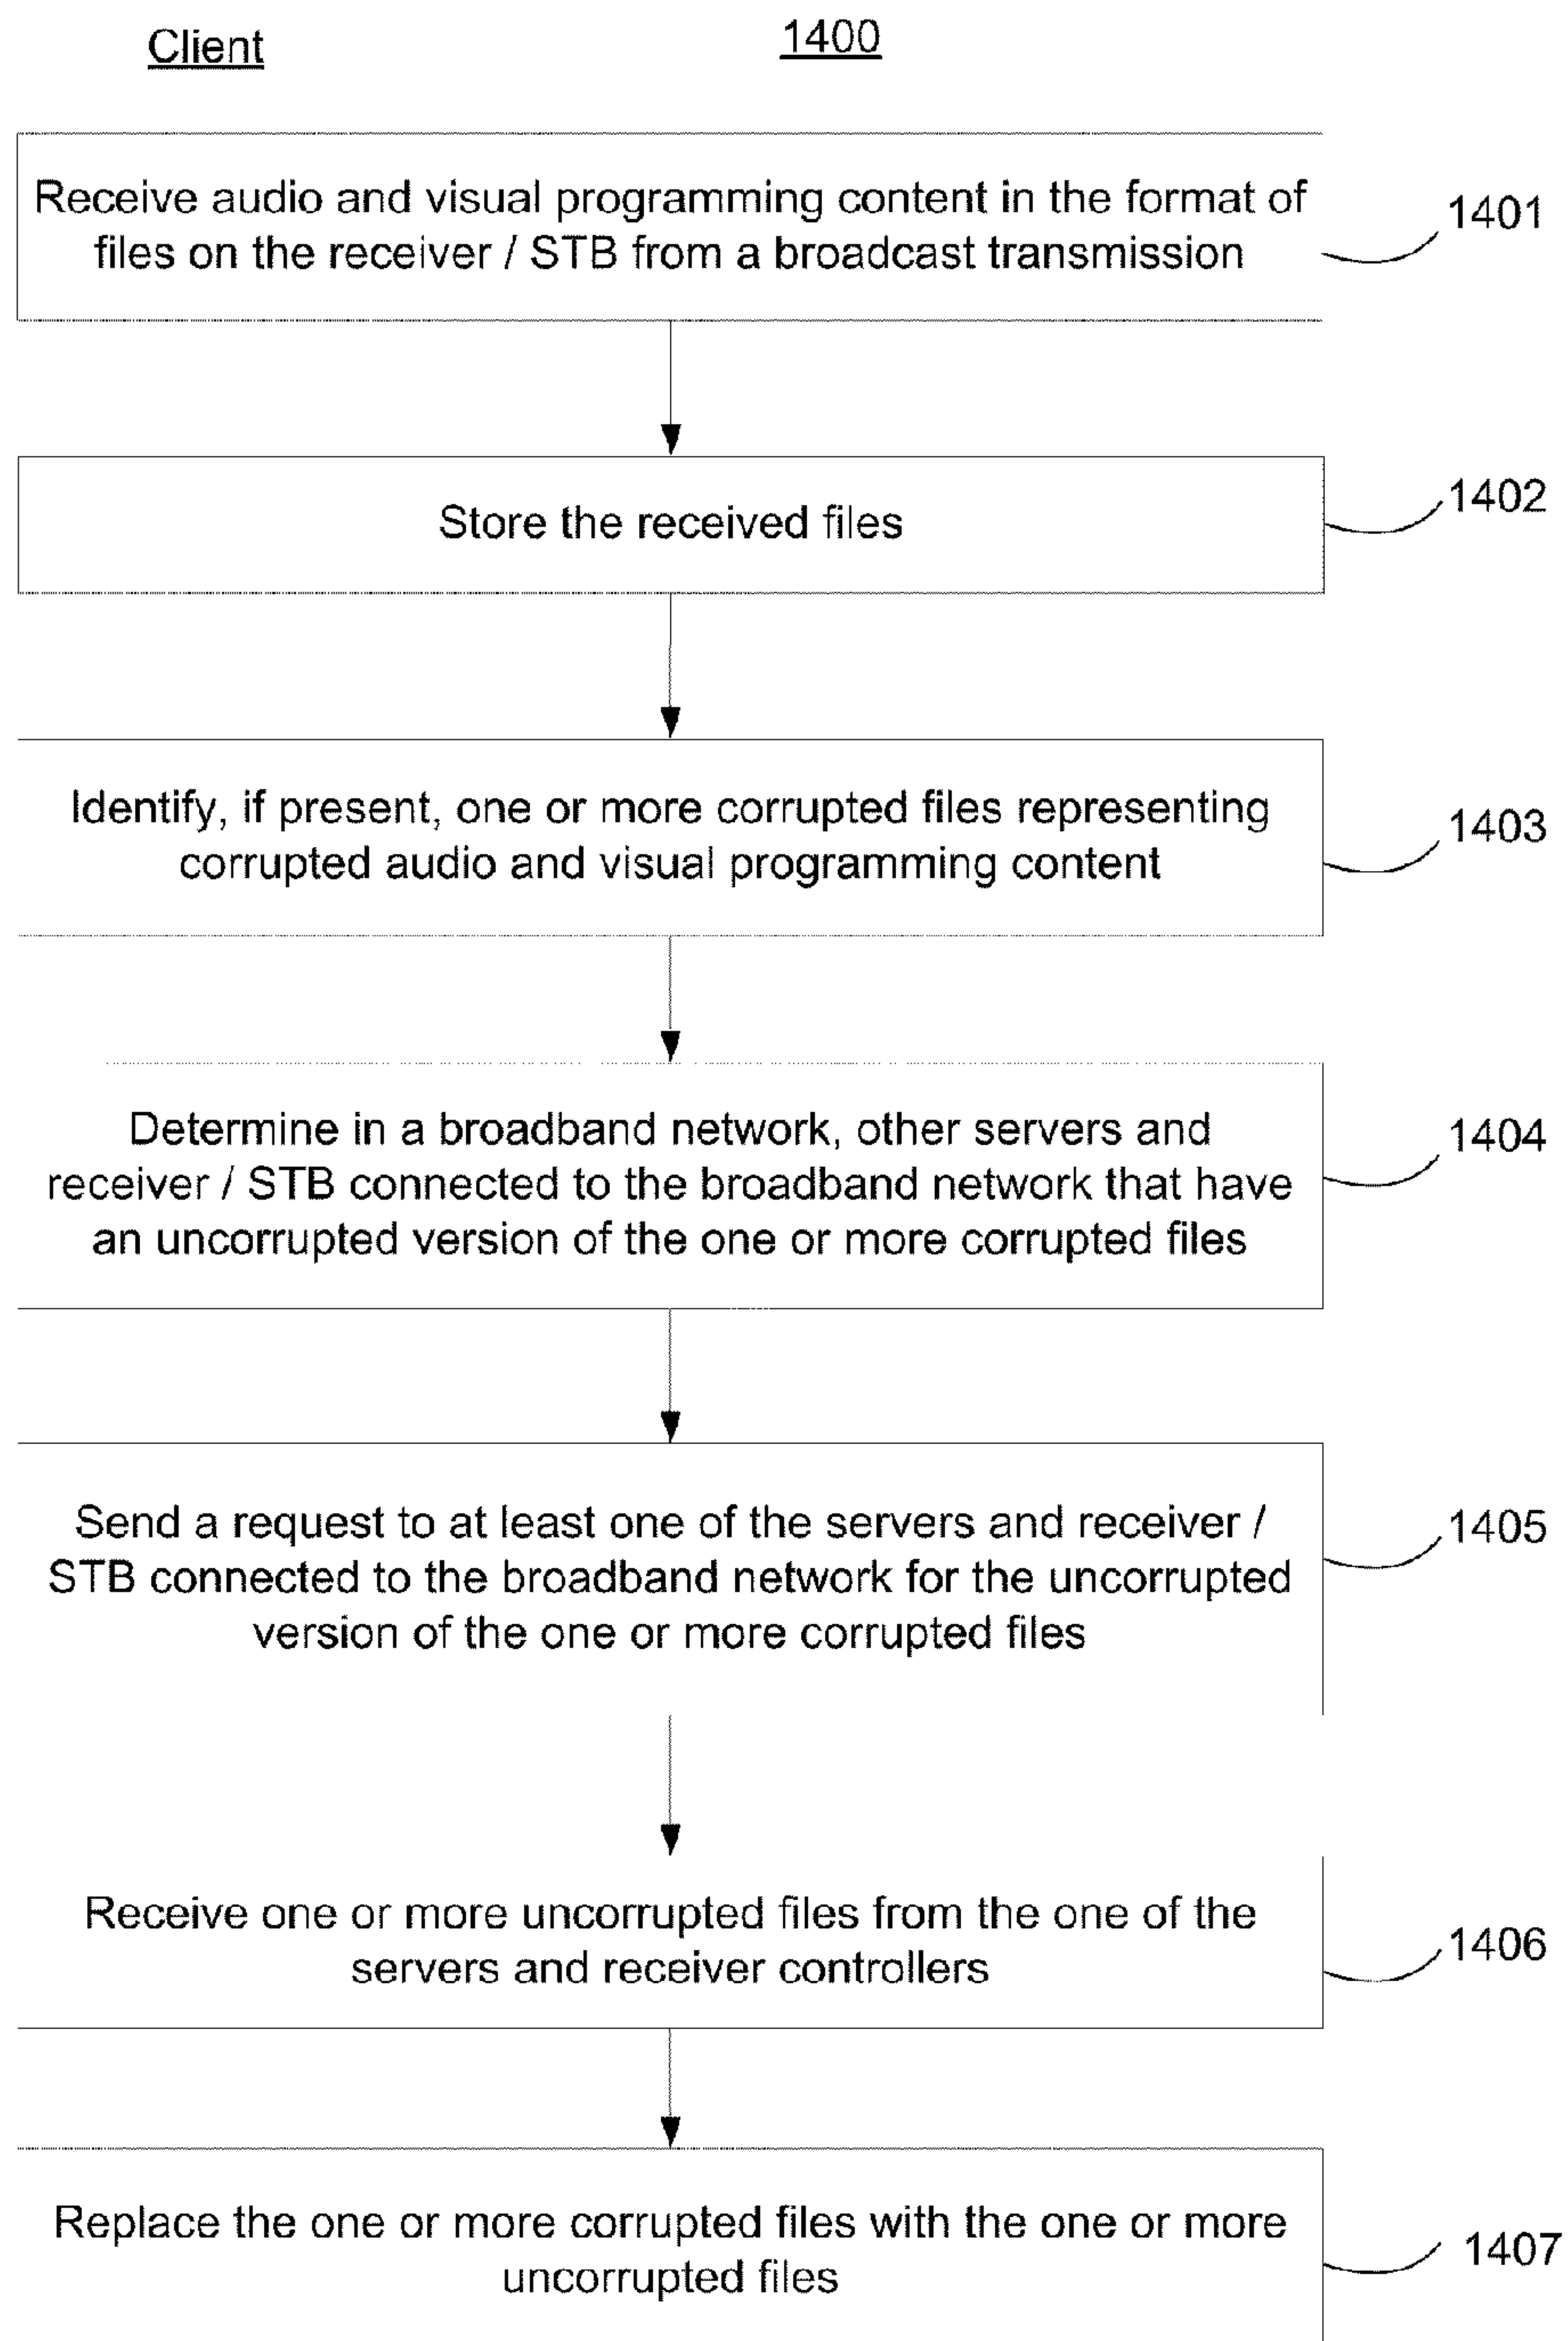 Client
1400
Receive audio and visual programming content in the format of
files on the receiver / STB from a broadcast transmission
1401
Store the received files
1402
Identify, if present, one or more corrupted files representing
corrupted audio and visual programming content
1403
Determine in a broadband network, other servers and
receiver / STB connected to the broadband network that have
an uncorrupted version of the one or more corrupted files
1404
Send a request to at least one of the servers and receiver /
STB connected to the broadband network for the uncorrupted
version of the one or more corrupted files
1405
Receive one or more uncorrupted files from the one of the
servers and receiver controllers
1406
Replace the one or more corrupted files with the one or more
uncorrupted files
1407